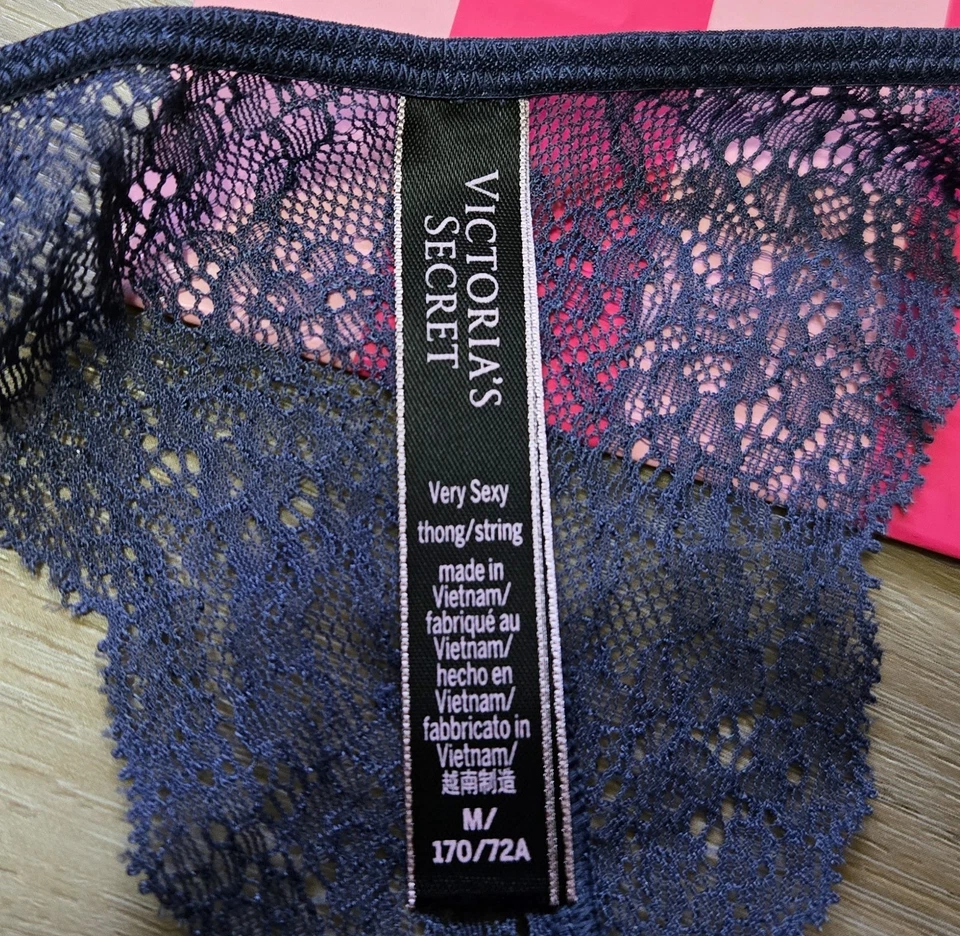 VICTORIA'S
SECRET
Very Sexy
thong/string
made in
Vietnam/
fabriqué au
Vietnam/
hecho en
Vietnam/
fabbricato in
Vietnam/
越南制造
M/
170/72A